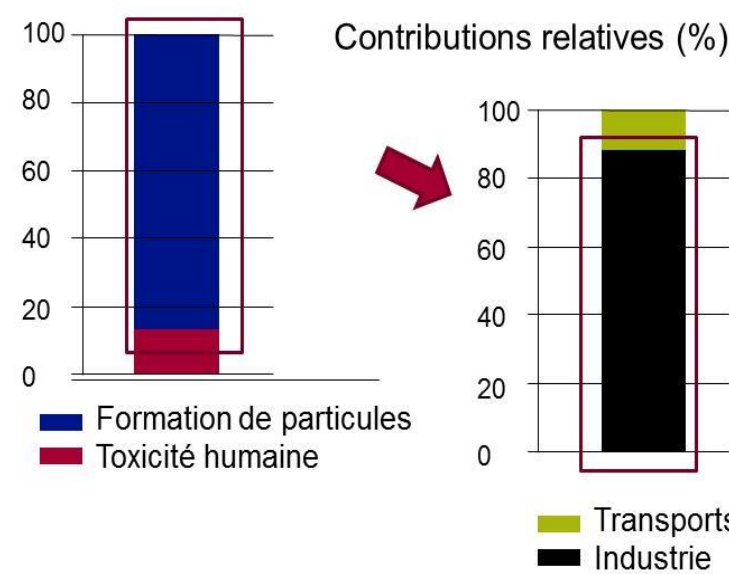 Contributions relatives (%)
100
80
60
40
20
0
Formation de particules
Toxicité humaine
100
80
60
40
20
0
Transports
Industrie